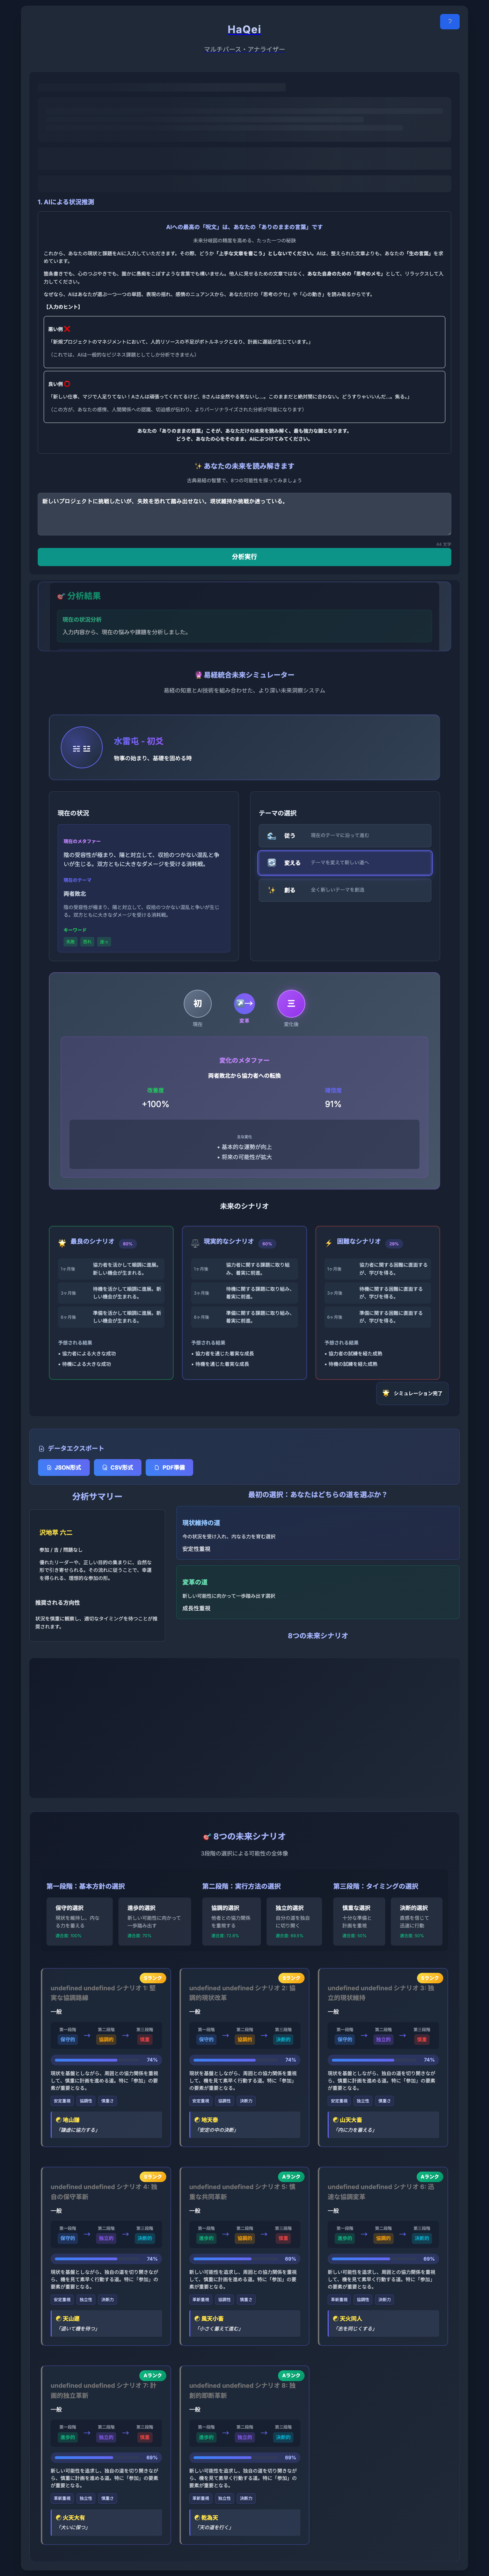 HaQei
?
マルチバース・アナライザー
1. AIによる状況推測
AIへの最高の「呪文」は、あなたの「ありのままの言葉」です
未来分岐図の精度を高める、たった一つの秘訣
これから、あなたの現状と課題をAIに入力していただきます。その際、どうか「上手な文章を書こう」としないでください。AIは、整えられた文章よりも、あなたの「生の言葉」を求めています。
箇条書きでも、心のつぶやきでも、誰かに愚痴をこぼすような言葉でも構いません。他人に見せるための文章ではなく、あなた自身のための「思考のメモ」として、リラックスして入力してください。
なぜなら、AIはあなたが選ぶ一つ一つの単語、表現の揺れ、感情のニュアンスから、あなただけの「思考のクセ」や「心の動き」を読み取るからです。
【入力のヒント】
悪い例 ❌
「新規プロジェクトのマネジメントにおいて、人的リソースの不足がボトルネックとなり、計画に遅延が生じています。」
（これでは、AIは一般的なビジネス課題としてしか分析できません）
良い例 ⭕
「新しい仕事、マジで人足りてない！Aさんは頑張ってくれてるけど、Bさんは全然やる気ないし…。このままだと絶対間に合わない。どうすりゃいいんだ…。焦る。」
（この方が、あなたの感情、人間関係への認識、切迫感が伝わり、よりパーソナライズされた分析が可能になります）
あなたの「ありのままの言葉」こそが、あなただけの未来を読み解く、最も強力な鍵となります。
どうぞ、あなたの心をそのまま、AIにぶつけてみてください。
✨ あなたの未来を読み解きます
古典易経の智慧で、8つの可能性を探ってみましょう
新しいプロジェクトに挑戦したいが、失敗を恐れて踏み出せない。現状維持か挑戦か迷っている。
44 文字
分析実行
🎯 分析結果
現在の状況分析
入力内容から、現在の悩みや課題を分析しました。
🔮 易経統合未来シミュレーター
易経の知恵とAI技術を組み合わせた、より深い未来洞察システム
水雷屯 - 初爻
物事の始まり、基礎を固める時
現在の状況
現在のメタファー
陰の受容性が極まり、陽と対立して、収拾のつかない混乱と争いが生じる。双方ともに大きなダメージを受ける消耗戦。
現在のテーマ
両者敗北
陰の受容性が極まり、陽と対立して、収拾のつかない混乱と争いが生じる。双方ともに大きなダメージを受ける消耗戦。
キーワード
失敗 恐れ 迷っ
テーマの選択
🌊 従う 現在のテーマに沿って進む
🔄 変える テーマを変えて新しい道へ
✨ 創る 全く新しいテーマを創造
初
現在
変革
三
変化後
変化のメタファー
両者敗北から協力者への転換
改善度
+100%
確信度
91%
主な変化
• 基本的な運勢が向上
• 将来の可能性が拡大
未来のシナリオ
🌟 最良のシナリオ 80%
1ヶ月後 協力者を活かして順調に進展。新しい機会が生まれる。
3ヶ月後 待機を活かして順調に進展。新しい機会が生まれる。
6ヶ月後 準備を活かして順調に進展。新しい機会が生まれる。
予想される結果
• 協力者による大きな成功
• 待機による大きな成功
⚖️ 現実的なシナリオ 60%
1ヶ月後 協力者に関する課題に取り組み、着実に前進。
3ヶ月後 待機に関する課題に取り組み、着実に前進。
6ヶ月後 準備に関する課題に取り組み、着実に前進。
予想される結果
• 協力者を通じた着実な成長
• 待機を通じた着実な成長
⚡ 困難なシナリオ 29%
1ヶ月後 協力者に関する困難に直面するが、学びを得る。
3ヶ月後 待機に関する困難に直面するが、学びを得る。
6ヶ月後 準備に関する困難に直面するが、学びを得る。
予想される結果
• 協力者の試練を経た成熟
• 待機の試練を経た成熟
🌟 シミュレーション完了
データエクスポート
JSON形式
CSV形式
PDF準備
分析サマリー
沢地萃 六二
参加 / 吉 / 問題なし
優れたリーダーや、正しい目的の集まりに、自然な形で引き寄せられる。その流れに従うことで、幸運を得られる、理想的な参加の形。
推奨される方向性
状況を慎重に観察し、適切なタイミングを待つことが推奨されます。
最初の選択：あなたはどちらの道を選ぶか？
現状維持の道
今の状況を受け入れ、内なる力を育む選択
安定性重視
変革の道
新しい可能性に向かって一歩踏み出す選択
成長性重視
8つの未来シナリオ
🎯 8つの未来シナリオ
3段階の選択による可能性の全体像
第一段階：基本方針の選択
保守的選択
現状を維持し、内なる力を蓄える
適合度: 100%
進歩的選択
新しい可能性に向かって一歩踏み出す
適合度: 70%
第二段階：実行方法の選択
協調的選択
他者との協力関係を重視する
適合度: 72.8%
独立的選択
自分の道を独自に切り開く
第三段階：タイミングの選択
慎重な選択
十分な準備と計画を重視
適合度: 50%
決断的選択
直感を信じて迅速に行動
適合度: 50%
Sランク
undefined undefined シナリオ 1: 堅実な協調路線
一般
第一段階 第二段階 第三段階
保守的 → 協調的 → 慎重
74%
現状を基盤としながら、周囲との協力関係を重視して、慎重に計画を進める道。特に「参加」の要素が重要となる。
安定重視 協調性 慎重さ
地山謙
「謙虚に協力する」
Sランク
undefined undefined シナリオ 2: 協調的現状改革
一般
第一段階 第二段階 第三段階
保守的 → 協調的 → 決断的
74%
現状を基盤としながら、周囲との協力関係を重視して、機を見て素早く行動する道。特に「参加」の要素が重要となる。
安定重視 協調性 決断力
地天泰
「安定の中の決断」
Sランク
undefined undefined シナリオ 3: 独立的現状維持
一般
第一段階 第二段階 第三段階
保守的 → 独立的 → 慎重
74%
現状を基盤としながら、独自の道を切り開きながら、慎重に計画を進める道。特に「参加」の要素が重要となる。
安定重視 独立性 慎重さ
山天大畜
「内に力を蓄える」
Sランク
undefined undefined シナリオ 4: 独自の保守革新
一般
第一段階 第二段階 第三段階
保守的 → 独立的 → 決断的
74%
現状を基盤としながら、独自の道を切り開きながら、機を見て素早く行動する道。特に「参加」の要素が重要となる。
安定重視 独立性 決断力
天山遯
「退いて機を待つ」
Aランク
undefined undefined シナリオ 5: 慎重な共同革新
一般
第一段階 第二段階 第三段階
進歩的 → 協調的 → 慎重
69%
新しい可能性を追求し、周囲との協力関係を重視して、慎重に計画を進める道。特に「参加」の要素が重要となる。
革新重視 協調性 慎重さ
風天小畜
「小さく蓄えて進む」
Aランク
undefined undefined シナリオ 6: 迅速な協調変革
一般
第一段階 第二段階 第三段階
進歩的 → 協調的 → 決断的
69%
新しい可能性を追求し、周囲との協力関係を重視して、機を見て素早く行動する道。特に「参加」の要素が重要となる。
革新重視 協調性 決断力
天火同人
「志を同じくする」
Aランク
undefined undefined シナリオ 7: 計画的独立革新
一般
第一段階 第二段階 第三段階
進歩的 → 独立的 → 慎重
69%
新しい可能性を追求し、独自の道を切り開きながら、慎重に計画を進める道。特に「参加」の要素が重要となる。
革新重視 独立性 慎重さ
火天大有
「大いに保つ」
Aランク
undefined undefined シナリオ 8: 独創的即断革新
一般
第一段階 第二段階 第三段階
進歩的 → 独立的 → 決断的
69%
新しい可能性を追求し、独自の道を切り開きながら、機を見て素早く行動する道。特に「参加」の要素が重要となる。
革新重視 独立性 決断力
乾為天
「天の道を行く」